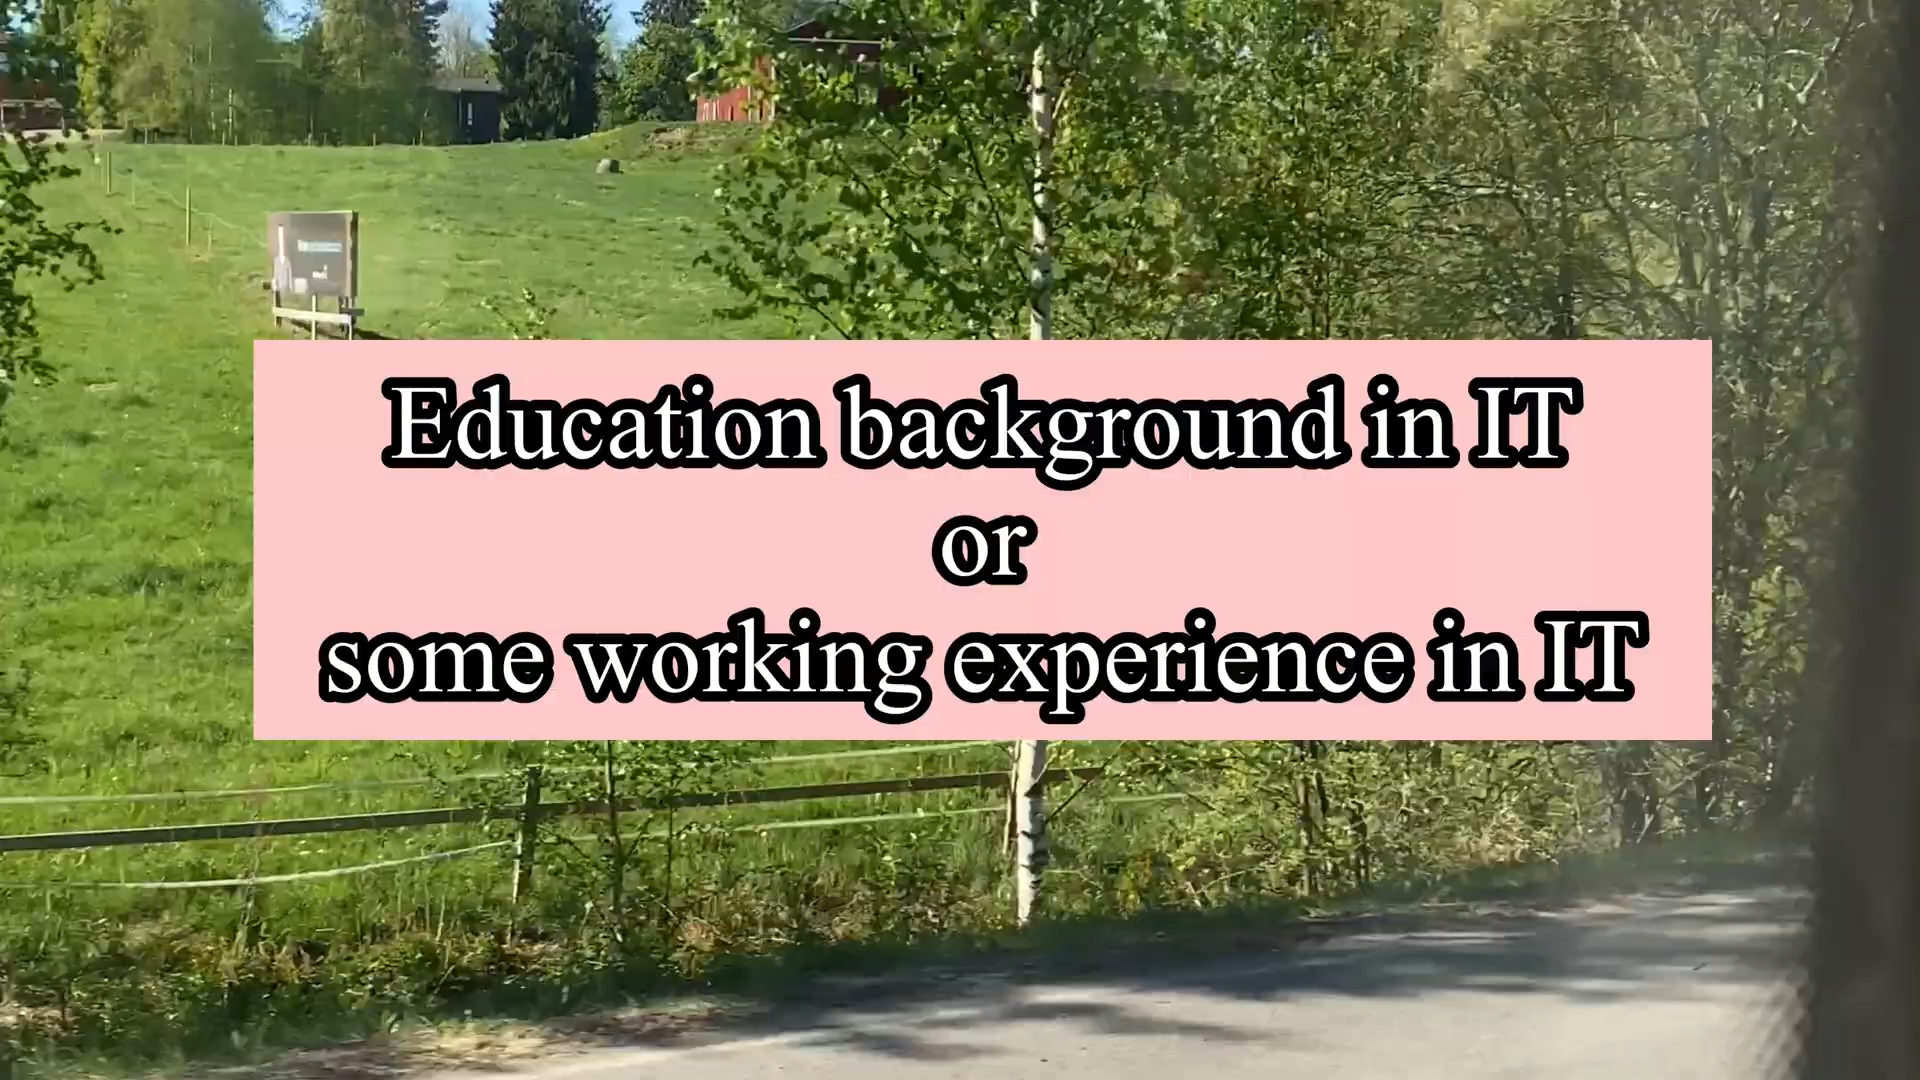 Education background in IT
or
some working experience in IT